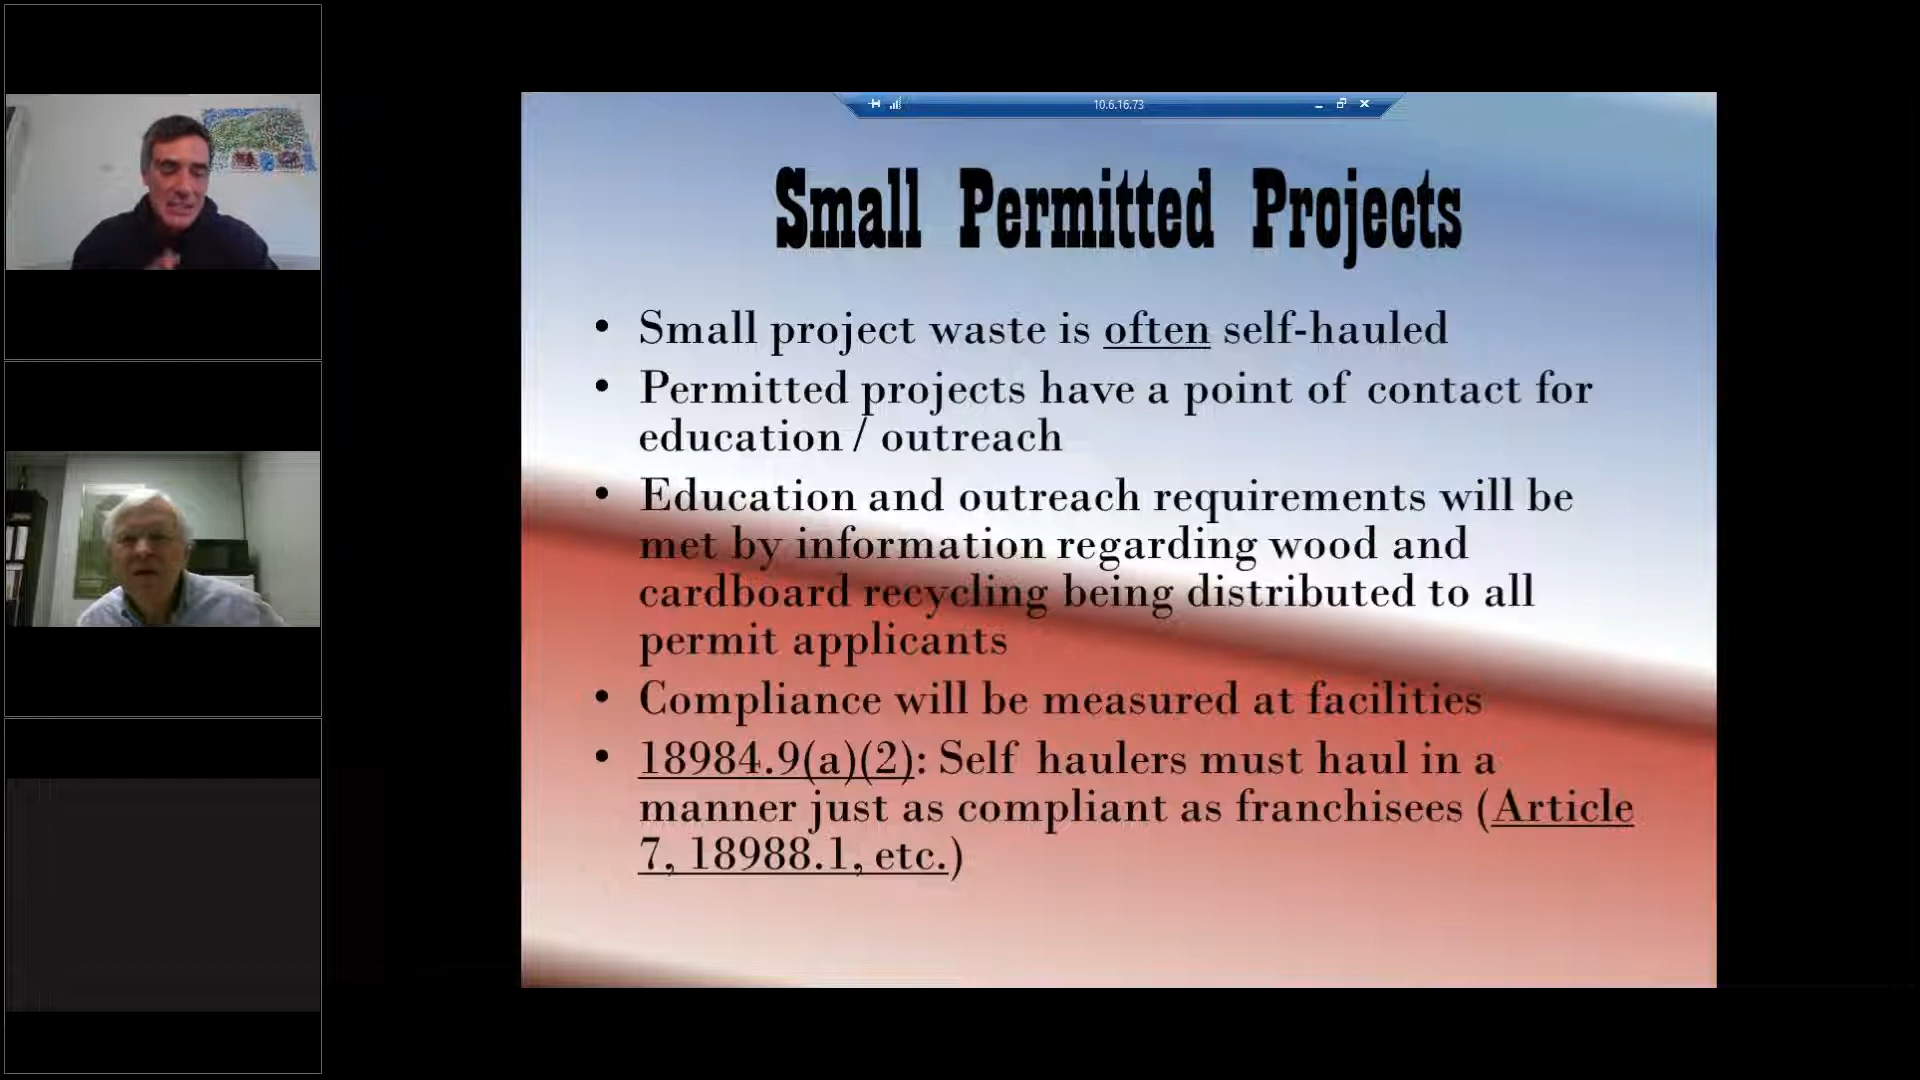 10.6.16.73
Small Permitted Projects
• Small project waste is often self-hauled
• Permitted projects have a point of contact for
education / outreach
• Education and outreach requirements will be
met by information regarding wood and
cardboard recycling being distributed to all
permit applicants
• Compliance will be measured at facilities
• 18984.9(a)(2): Self haulers must haul in a
manner just as compliant as franchisees (Article
7, 18988.1, etc.)